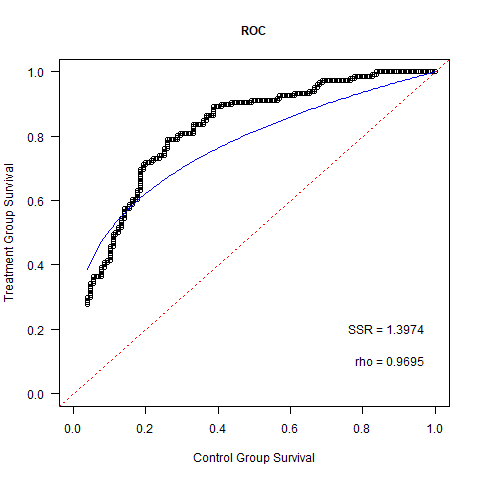 ROC
Treatment Group Survival
1.0
0.8
0.6
0.4
0.2
0.0
SSR = 1.3974
rho = 0.9695
0.0 0.2 0.4 0.6 0.8 1.0
Control Group Survival